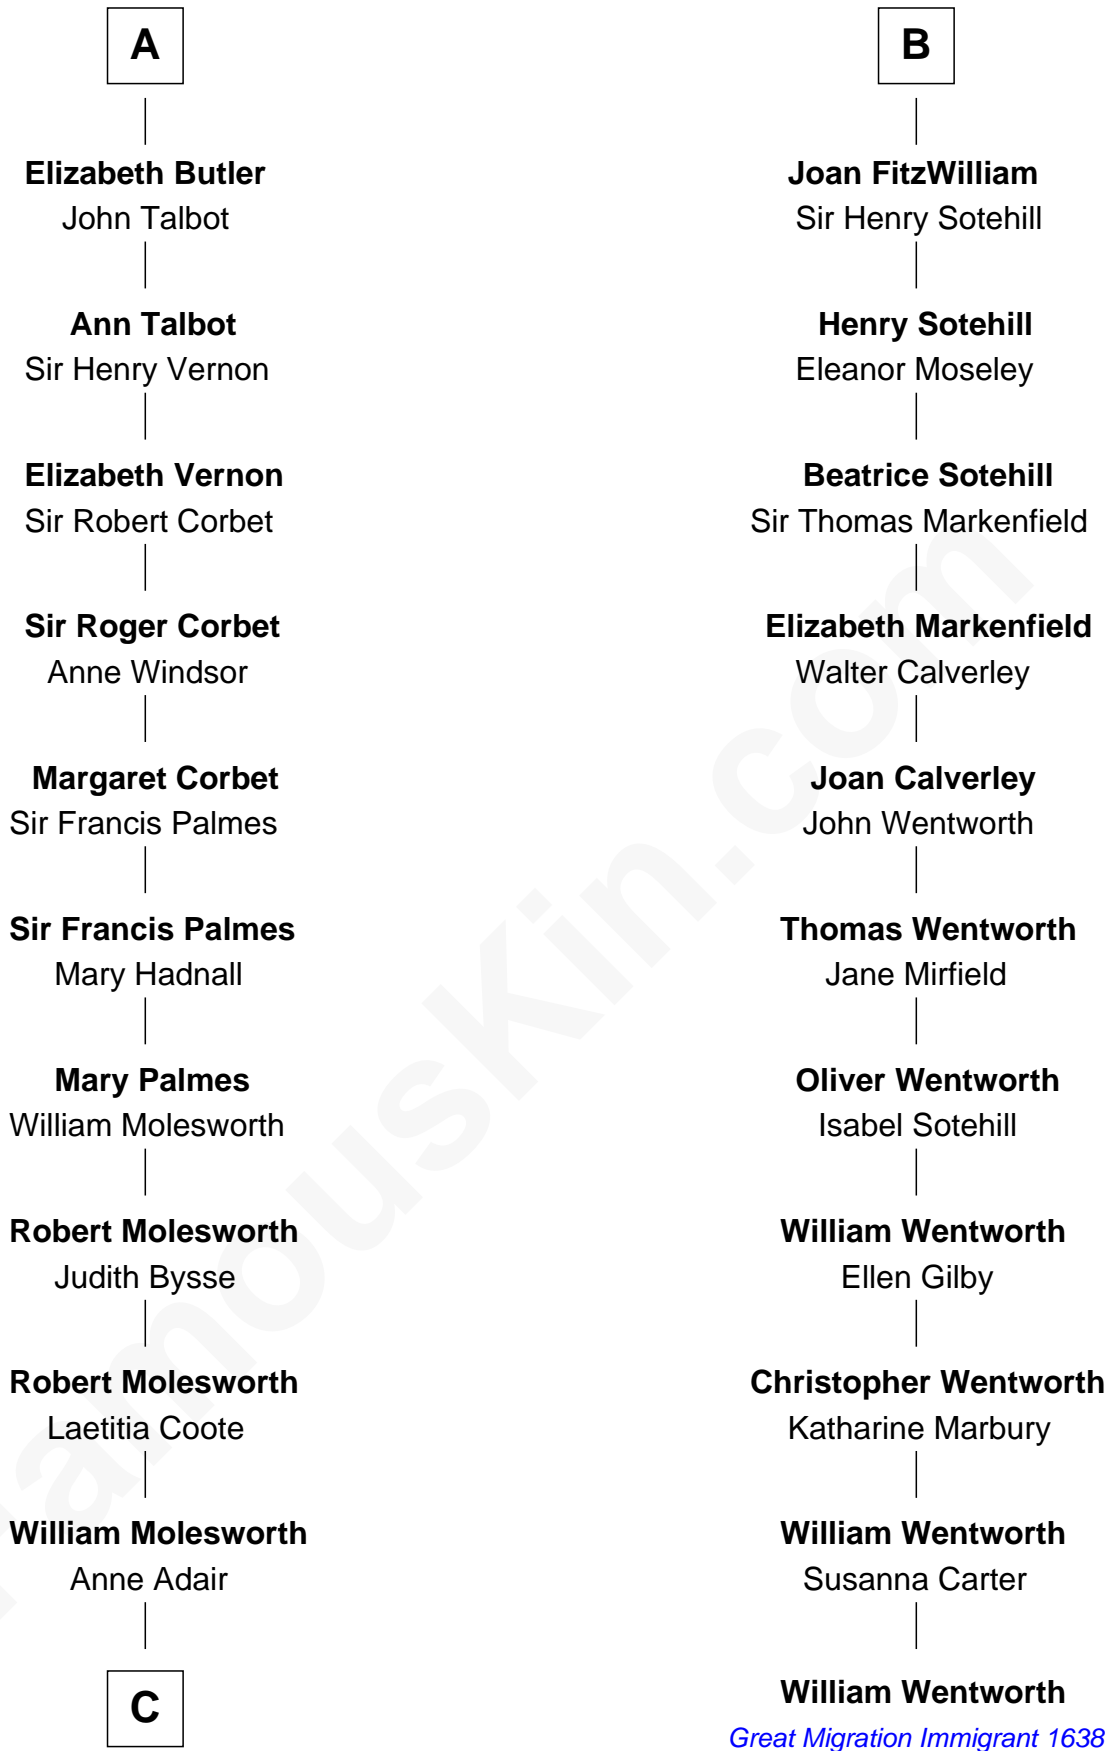 A
Elizabeth Butler
John Talbot
Ann Talbot
Sir Henry Vernon
Elizabeth Vernon
Sir Robert Corbet
Sir Roger Corbet
Anne Windsor
Margaret Corbet
Sir Francis Palmes
Sir Francis Palmes
Mary Hadnall
Mary Palmes
William Molesworth
Robert Molesworth
Judith Bysse
Robert Molesworth
Laetitia Coote
William Molesworth
Anne Adair
C
B
Joan FitzWilliam
Sir Henry Sotehill
Henry Sotehill
Eleanor Moseley
Beatrice Sotehill
Sir Thomas Markenfield
Elizabeth Markenfield
Walter Calverley
Joan Calverley
John Wentworth
Thomas Wentworth
Jane Mirfield
Oliver Wentworth
Isabel Sotehill
William Wentworth
Ellen Gilby
Christopher Wentworth
Katharine Marbury
William Wentworth
Susanna Carter
William Wentworth
Great Migration Immigrant 1638
FamousKin.com